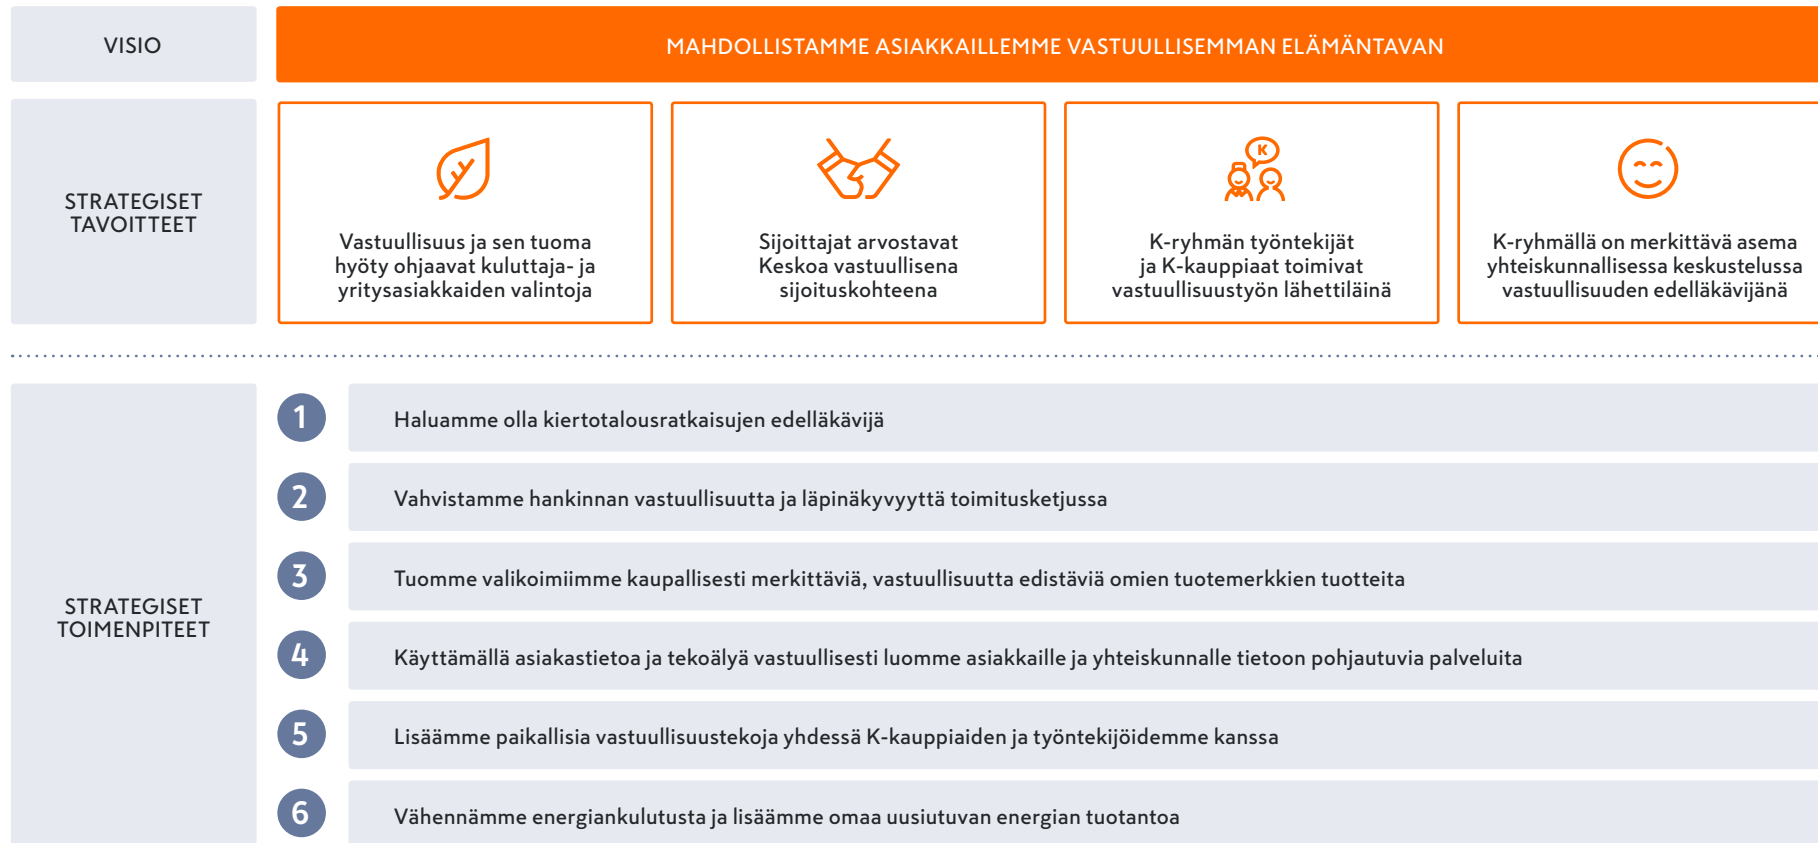 VISIO
MAHDOLLISTAMME ASIAKKAILLEMME VASTUULLISEMMAN ELÄMÄNTAVAN
STRATEGISET
TAVOITTEET
Vastuullisuus ja sen tuoma
hyöty ohjaavat kuluttaja- ja
yritysasiakkaiden valintoja
Sijoittajat arvostavat
Keskoa vastuullisena
sijoituskohteena
K
K-ryhmän työntekijät
ja K-kauppiaat toimivat
vastuullisuustyön lähettiläinä
K-ryhmällä on merkittävä asema
yhteiskunnallisessa keskustelussa
vastuullisuuden edelläkävijänä
STRATEGISET
TOIMENPITEET
1 Haluamme olla kiertotalousratkaisujen edelläkävijä
2 Vahvistamme hankinnan vastuullisuutta ja läpinäkyvyyttä toimitusketjussa
3 Tuomme valikoimiimme kaupallisesti merkittäviä, vastuullisuutta edistäviä omien tuotemerkkien tuotteita
4 Käyttämällä asiakastietoa ja tekoälyä vastuullisesti luomme asiakkaille ja yhteiskunnalle tietoon pohjautuvia palveluita
5 Lisäämme paikallisia vastuullisuustekoja yhdessä K-kauppiaiden ja työntekijöidemme kanssa
6 Vähennämme energiankulutusta ja lisäämme omaa uusiutuvan energian tuotantoa